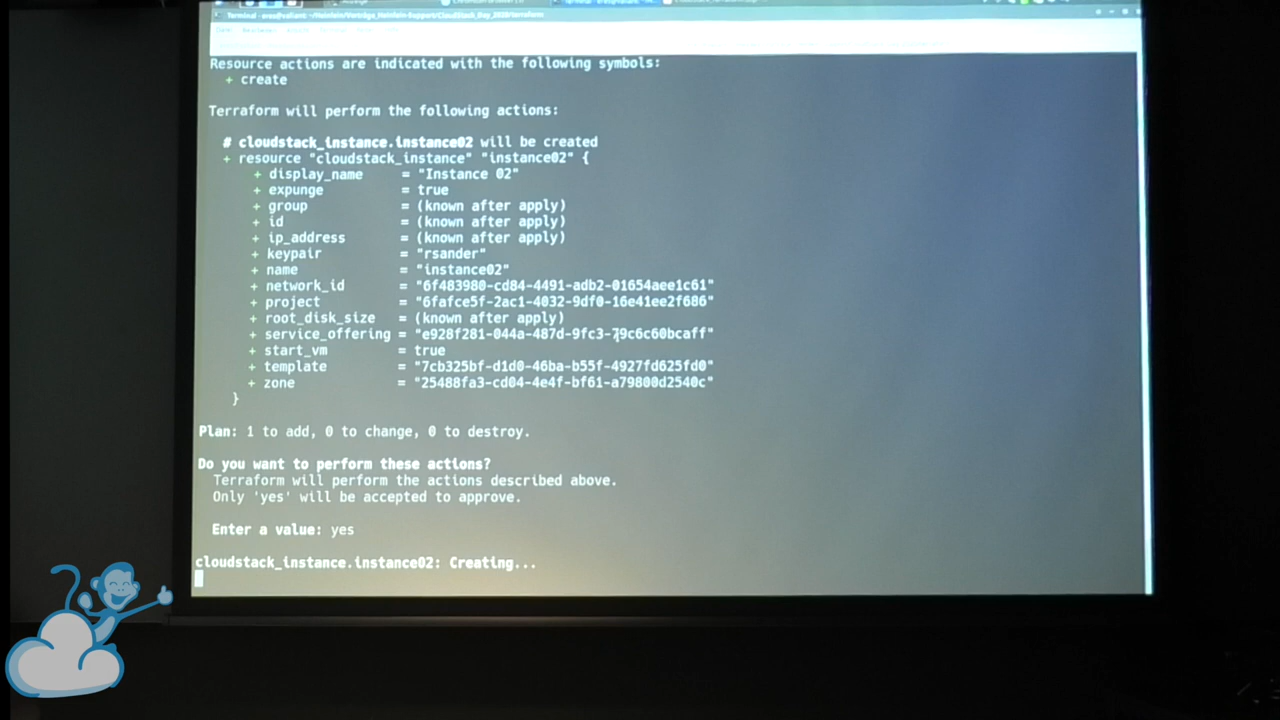 Resource actions are indicated with the following symbols:
+ create
Terraform will perform the following actions:
# cloudstack_instance.instance02 will be created
+ resource "cloudstack_instance" "instance02" {
+ display_name = "Instance 02"
+ expunge = true
+ group = (known after apply)
+ id = (known after apply)
+ ip_address = (known after apply)
+ keypair = "rsander"
+ name = "instance02"
+ network_id = "6f483980-cd84-4491-adb2-01654aee1c61"
+ project = "6fafce5f-2ac1-4032-9df0-16e41ee2f686"
+ root_disk_size = (known after apply)
+ service_offering = "e928f281-044a-487d-9fc3-79c6c60bcaff"
+ start_vm = true
+ template = "7cb325bf-d1d0-46ba-b55f-4927fd625fd0"
+ zone = "25488fa3-cd04-4e4f-bf61-a79800d2540c"
}
Plan: 1 to add, 0 to change, 0 to destroy.
Do you want to perform these actions?
Terraform will perform the actions described above.
Only 'yes' will be accepted to approve.
Enter a value: yes
cloudstack_instance.instance02: Creating...